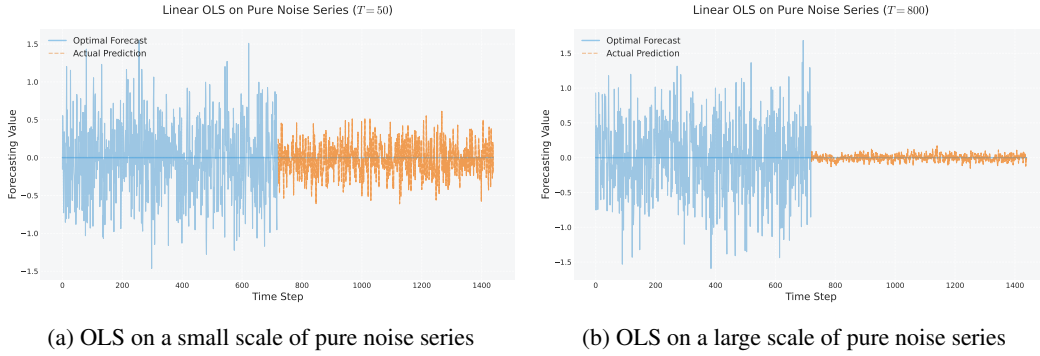 Linear OLS on Pure Noise Series (T = 50)
Optimal Forecast
Actual Prediction
Forecasting Value
1.5
1.0
0.5
0.0
−0.5
−1.0
−1.5
0 200 400 600 800 1000 1200 1400
Time Step
(a) OLS on a small scale of pure noise series
Linear OLS on Pure Noise Series (T = 800)
Optimal Forecast
Actual Prediction
Forecasting Value
1.5
1.0
0.5
0.0
−0.5
−1.0
−1.5
0 200 400 600 800 1000 1200 1400
Time Step
(b) OLS on a large scale of pure noise series